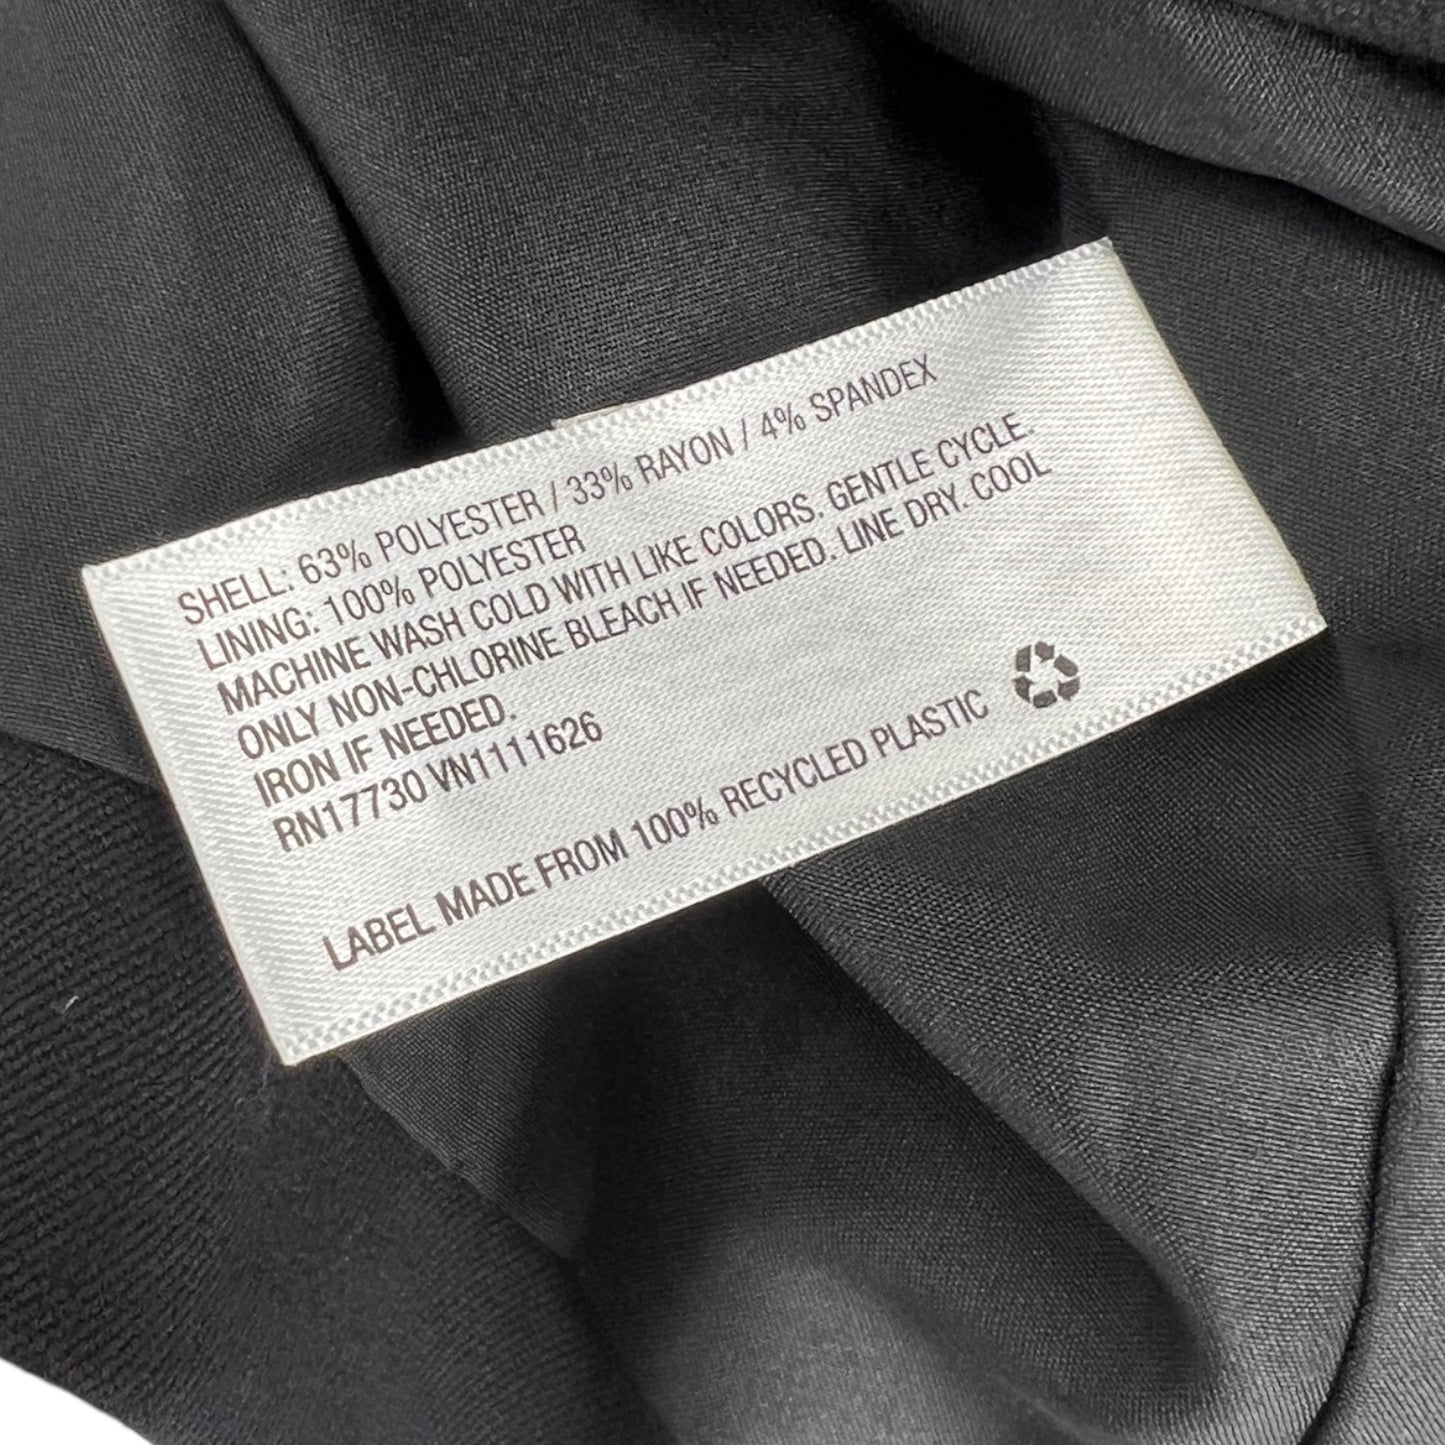 SHELL: 63% POLYESTER / 33% RAYON / 4% SPANDEX
LINING: 100% POLYESTER
MACHINE WASH COLD WITH LIKE COLORS. GENTLE CYCLE.
ONLY NON-CHLORINE BLEACH IF NEEDED. LINE DRY. COOL
IRON IF NEEDED.
RN17730 VN1111626
LABEL MADE FROM 100% RECYCLED PLASTIC